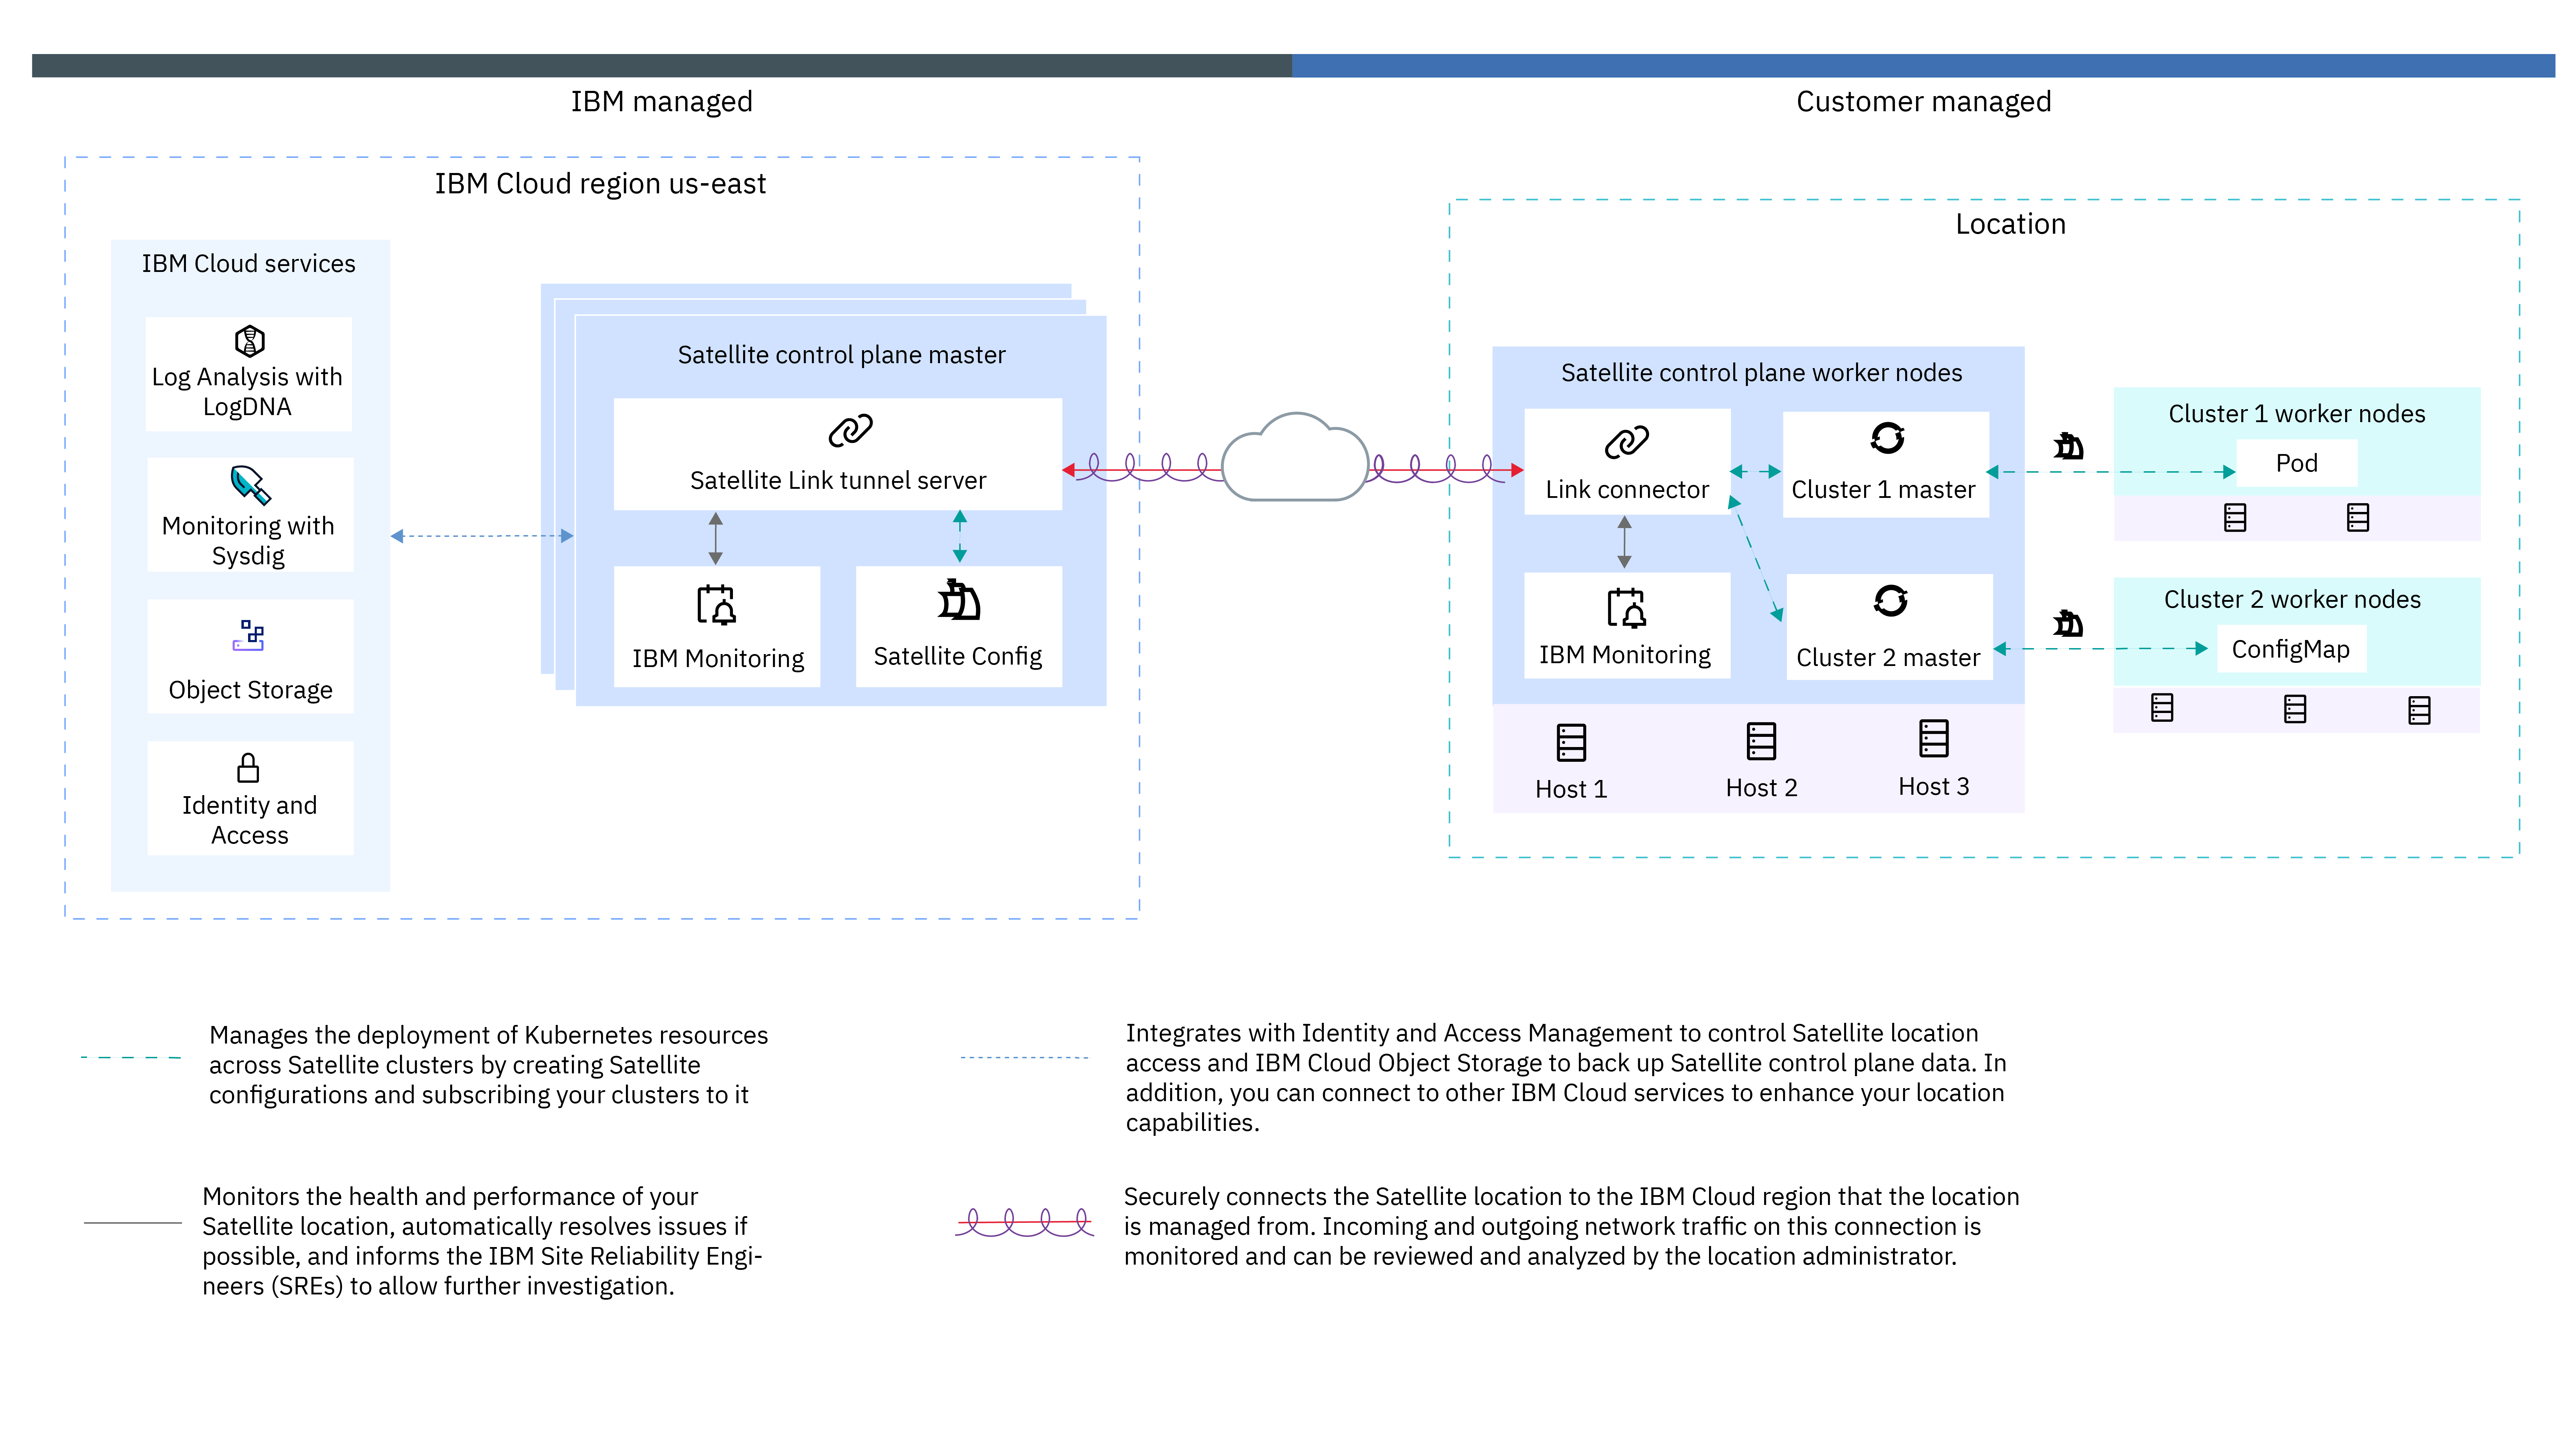 IBM managed
Customer managed
IBM Cloud region us-east
Location
IBM Cloud services
Log Analysis with
LogDNA
Monitoring with
Sysdig
Object Storage
Identity and
Access
Satellite control plane master
Satellite Link tunnel server
IBM Monitoring
Satellite Config
Satellite control plane worker nodes
Link connector
Cluster 1 master
IBM Monitoring
Cluster 2 master
Host 1
Host 2
Host 3
Cluster 1 worker nodes
Pod
Cluster 2 worker nodes
ConfigMap
Manages the deployment of Kubernetes resources
across Satellite clusters by creating Satellite
configurations and subscribing your clusters to it
Integrates with Identity and Access Management to control Satellite location
access and IBM Cloud Object Storage to back up Satellite control plane data. In
addition, you can connect to other IBM Cloud services to enhance your location
capabilities.
Monitors the health and performance of your
Satellite location, automatically resolves issues if
possible, and informs the IBM Site Reliability Engi-
neers (SREs) to allow further investigation.
Securely connects the Satellite location to the IBM Cloud region that the location
is managed from. Incoming and outgoing network traffic on this connection is
monitored and can be reviewed and analyzed by the location administrator.